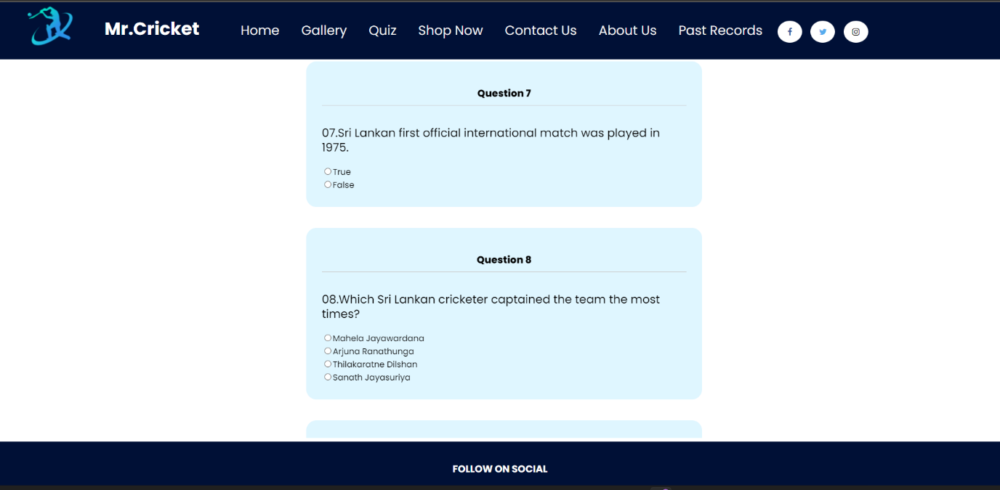 Mr.Cricket Home Gallery Quiz Shop Now Contact Us About Us Past Records
Question 7
07.Sri Lankan first official international match was played in
1975.
True
False
Question 8
08.Which Sri Lankan cricketer captained the team the most
times?
Mahela Jayawardana
Arjuna Ranathunga
Thilakaratne Dilshan
Sanath Jayasuriya
FOLLOW ON SOCIAL